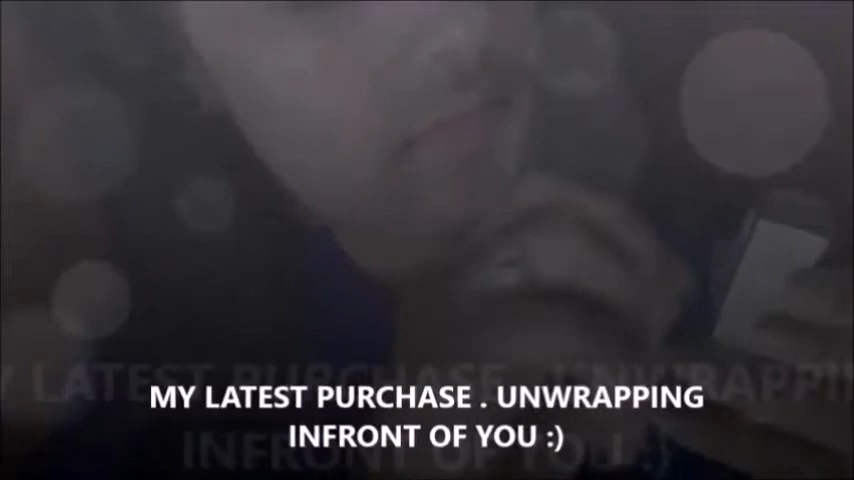 MY LATEST PURCHASE . UNWRAPPING
INFRONT OF YOU :)